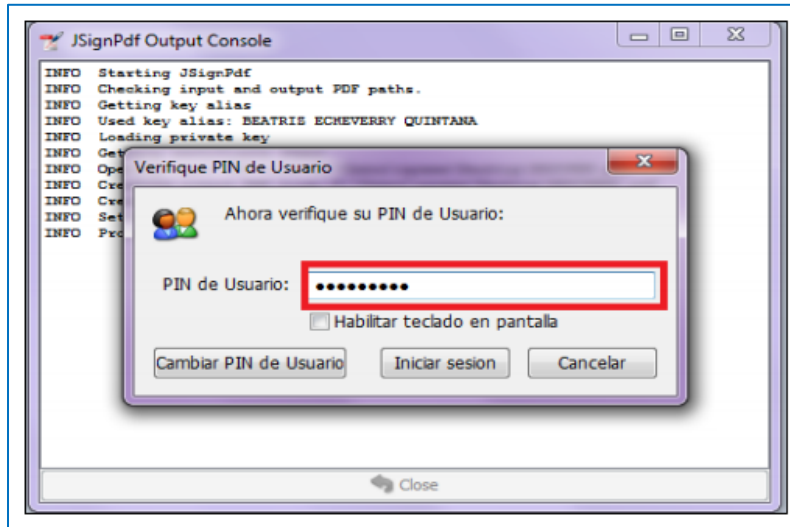 JSignPdf Output Console
INFO Starting JSignPdf
INFO Checking input and output PDF paths.
INFO Getting key alias
INFO Used key alias: BEATRIS ECHEVERRY QUINTANA
INFO Loading private key
INFO Get
INFO Ope
INFO Cre
INFO Cre
INFO Set
INFO Pro
Verifique PIN de Usuario
Ahora verifique su PIN de Usuario:
PIN de Usuario: •••••••••
Habilitar teclado en pantalla
Cambiar PIN de Usuario Iniciar sesion Cancelar
Close